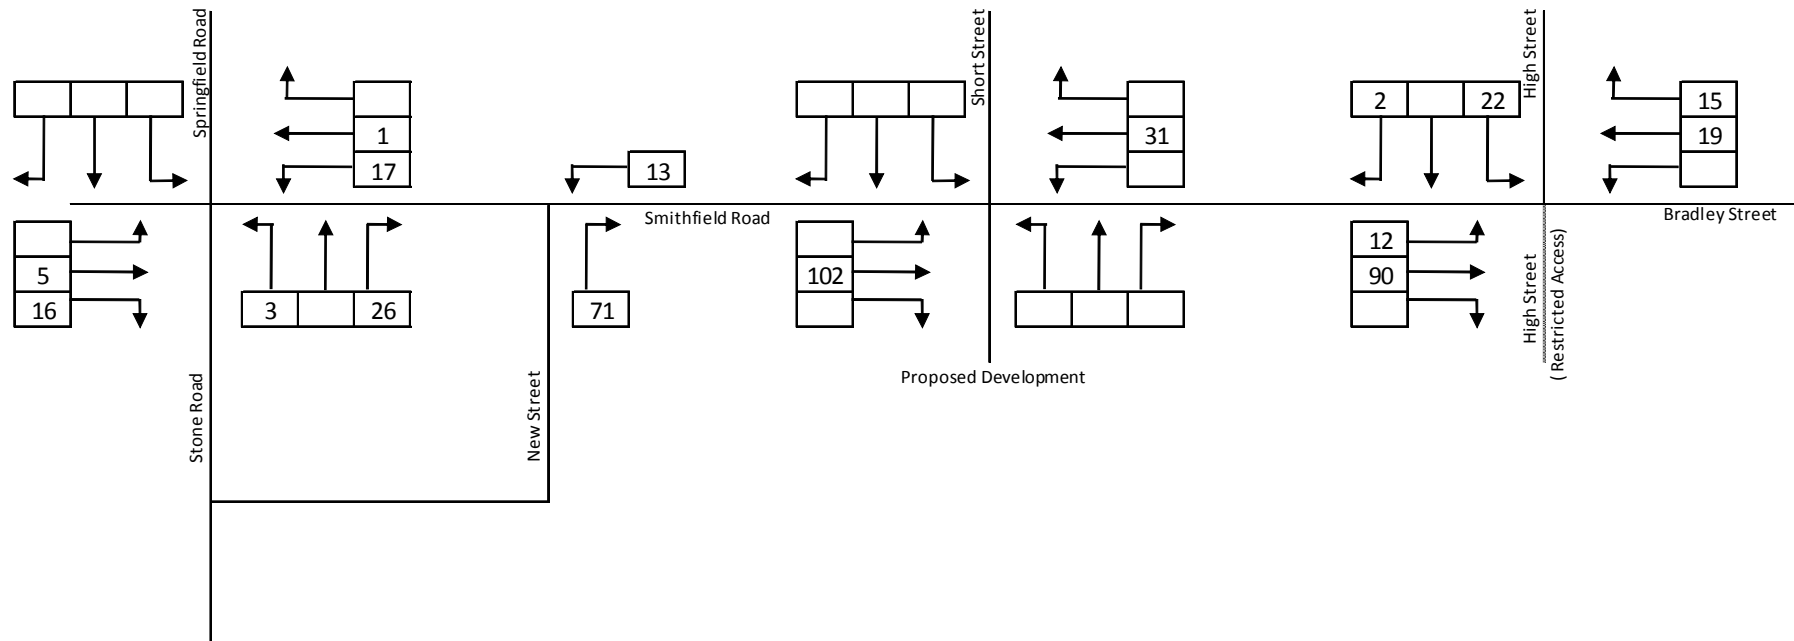 Springfield Road
Short Street
High Street
2 22
15
1
31
19
17
13
Smithfield Road
Bradley Street
12
5
102
90
16
3 26
71
High Street
(Restricted Access)
Proposed Development
Stone Road
New Street